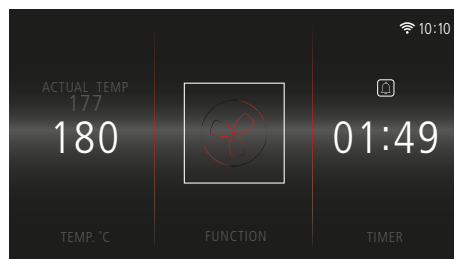 10:10
ACTUAL TEMP
177
180
01:49
TEMP. °C
FUNCTION
TIMER